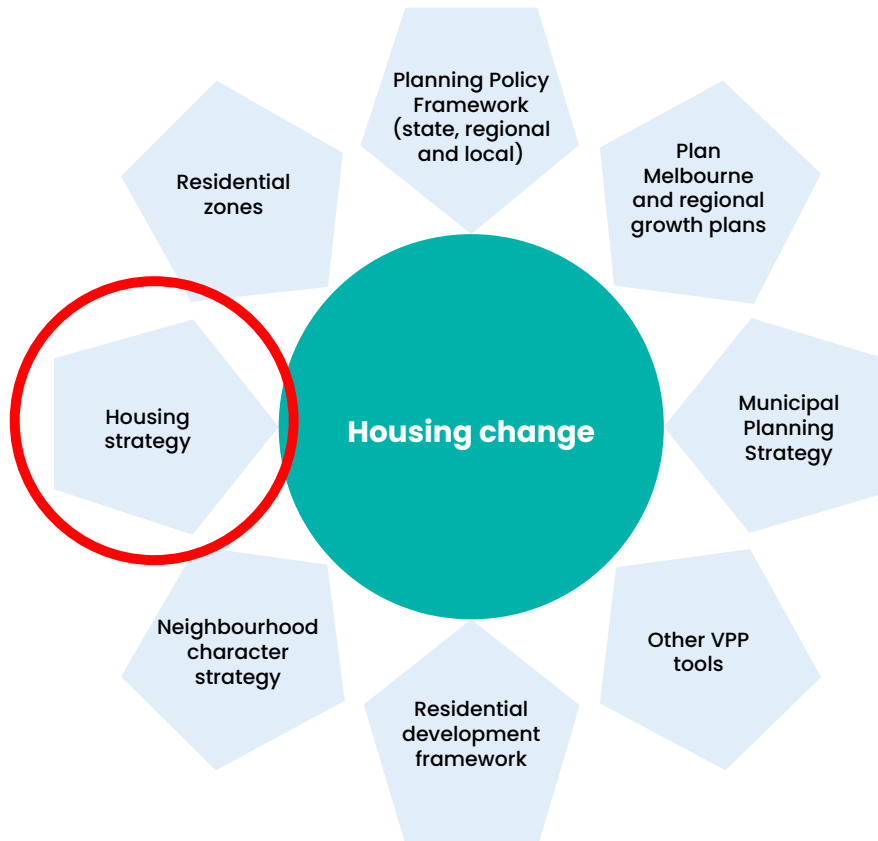 Planning Policy
Framework
(state, regional
and local)
Plan
Melbourne
and regional
growth plans
Residential
zones
Housing
strategy
Housing change
Municipal
Planning
Strategy
Neighbourhood
character
strategy
Other VPP
tools
Residential
development
framework